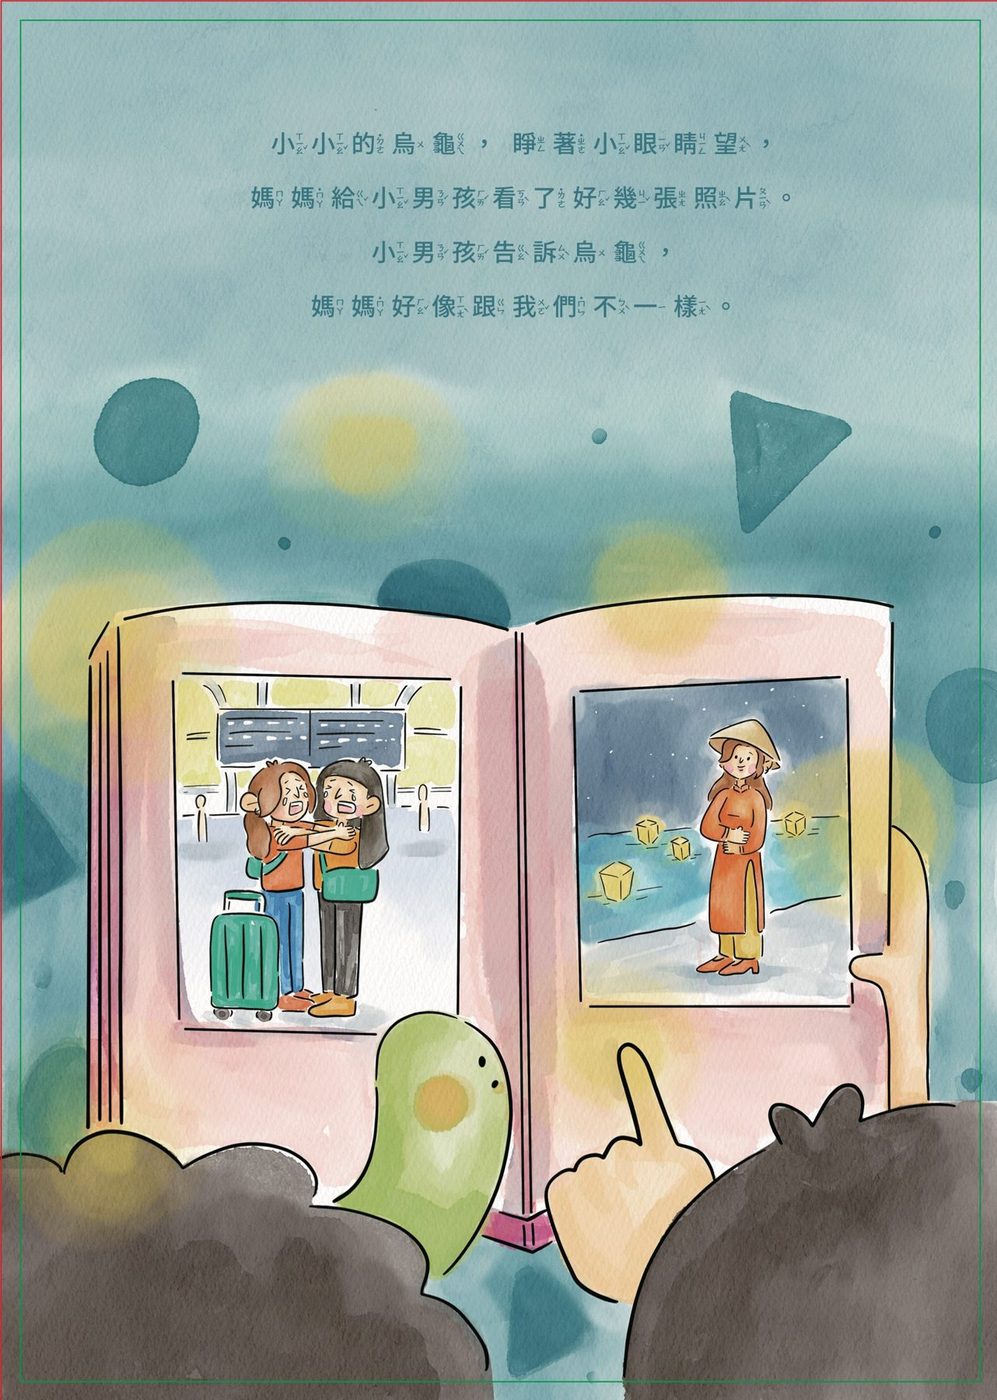 小小的烏龜，睜著小眼睛望，
媽媽給小男孩看了好幾張照片。
小男孩告訴烏龜，
媽媽好像跟我們不一樣。